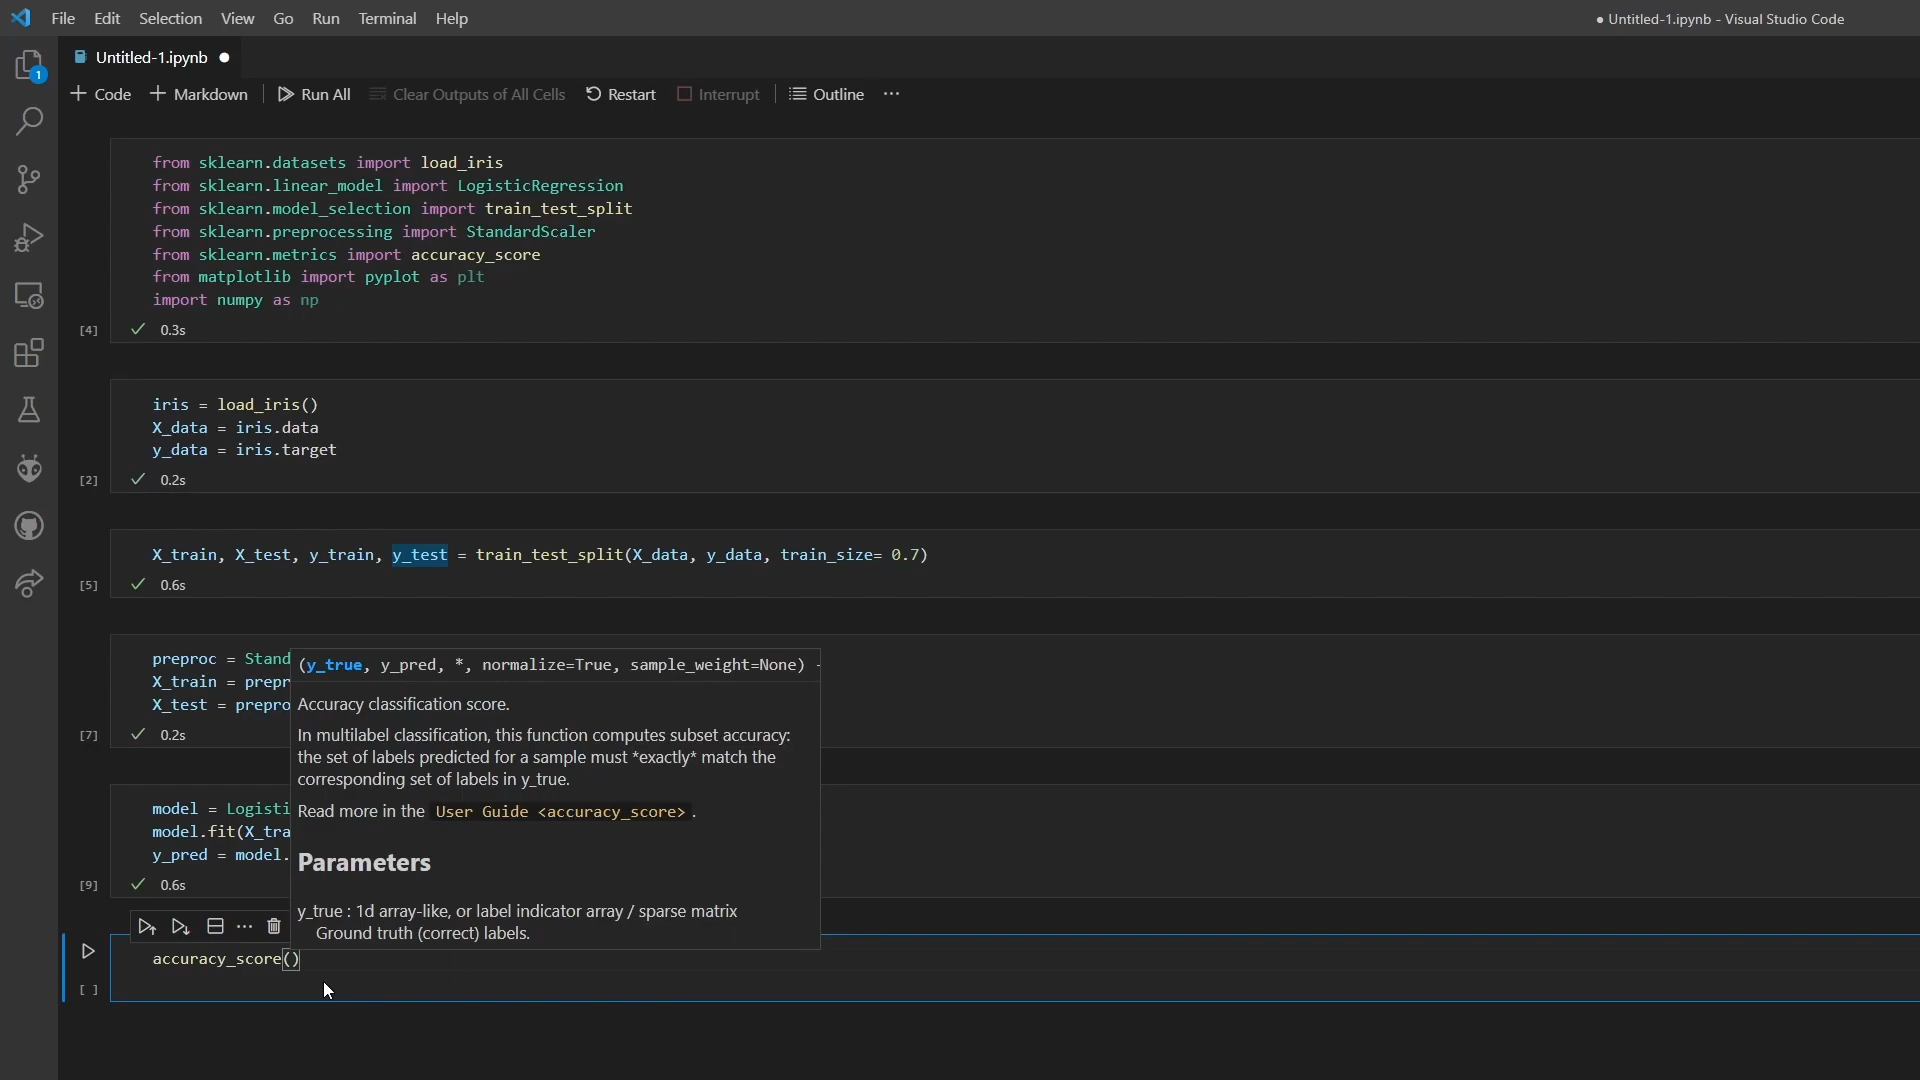 File Edit Selection View Go Run Terminal Help
● Untitled-1.ipynb - Visual Studio Code
1
Untitled-1.ipynb ●
+ Code + Markdown Run All Clear Outputs of All Cells Restart Interrupt Outline ···
from sklearn.datasets import load_iris
from sklearn.linear_model import LogisticRegression
from sklearn.model_selection import train_test_split
from sklearn.preprocessing import StandardScaler
from sklearn.metrics import accuracy_score
from matplotlib import pyplot as plt
import numpy as np
[4] ✓ 0.3s
iris = load_iris()
X_data = iris.data
y_data = iris.target
[2] ✓ 0.2s
X_train, X_test, y_train, y_test = train_test_split(X_data, y_data, train_size= 0.7)
[5] ✓ 0.6s
preproc = Stand
X_train = prepr
X_test = prepro
[7] ✓ 0.2s
(y_true, y_pred, *, normalize=True, sample_weight=None) -
Accuracy classification score.
In multilabel classification, this function computes subset accuracy:
the set of labels predicted for a sample must *exactly* match the
corresponding set of labels in y_true.
Read more in the User Guide <accuracy_score> .
Parameters
y_true : 1d array-like, or label indicator array / sparse matrix
Ground truth (correct) labels.
model = Logisti
model.fit(X_tra
y_pred = model.
[9] ✓ 0.6s
accuracy_score()
[ ]